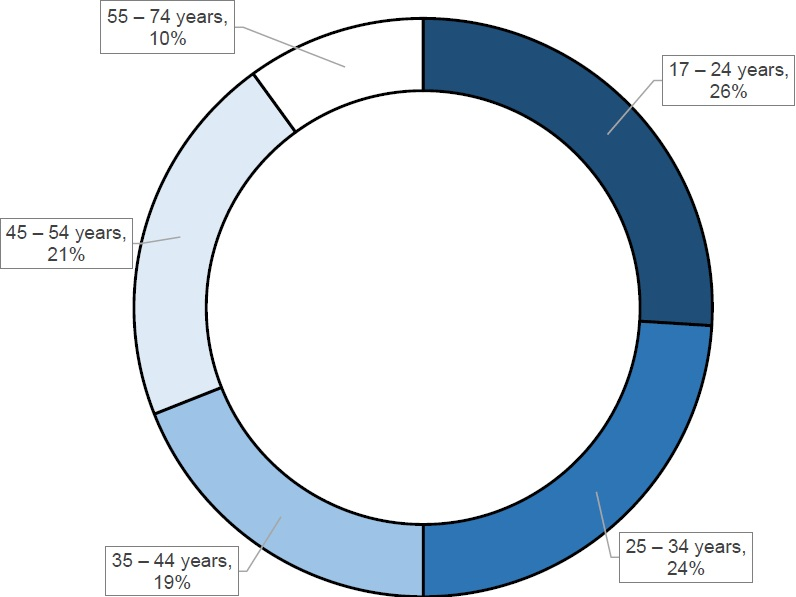 55 – 74 years,
10%
17 – 24 years,
26%
45 – 54 years,
21%
25 – 34 years,
24%
35 – 44 years,
19%